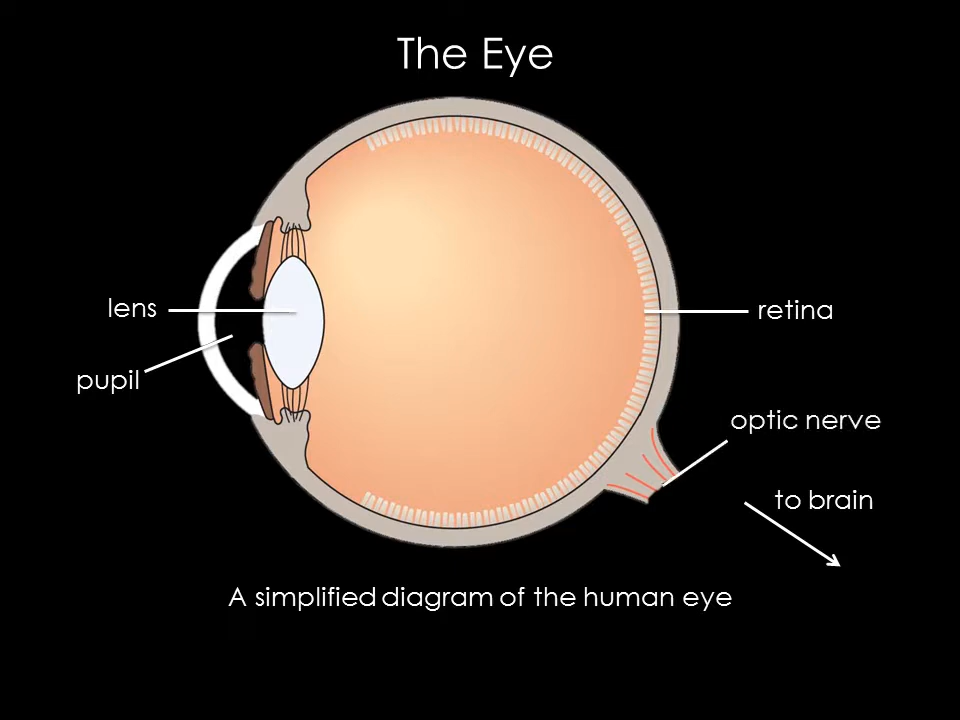 The Eye
lens
retina
pupil
optic nerve
to brain
A simplified diagram of the human eye